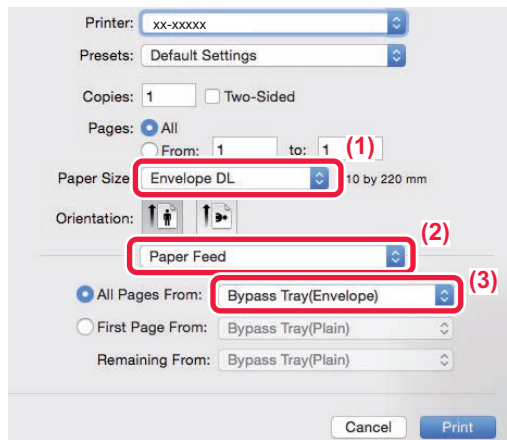 Printer: xx-xxxxx
Presets: Default Settings
Copies: 1 Two-Sided
Pages: All
From: 1 to: 1 (1)
Paper Size Envelope DL 10 by 220 mm
Orientation:
(2)
Paper Feed
(3)
All Pages From: Bypass Tray(Envelope)
First Page From: Bypass Tray(Plain)
Remaining From: Bypass Tray(Plain)
Cancel Print